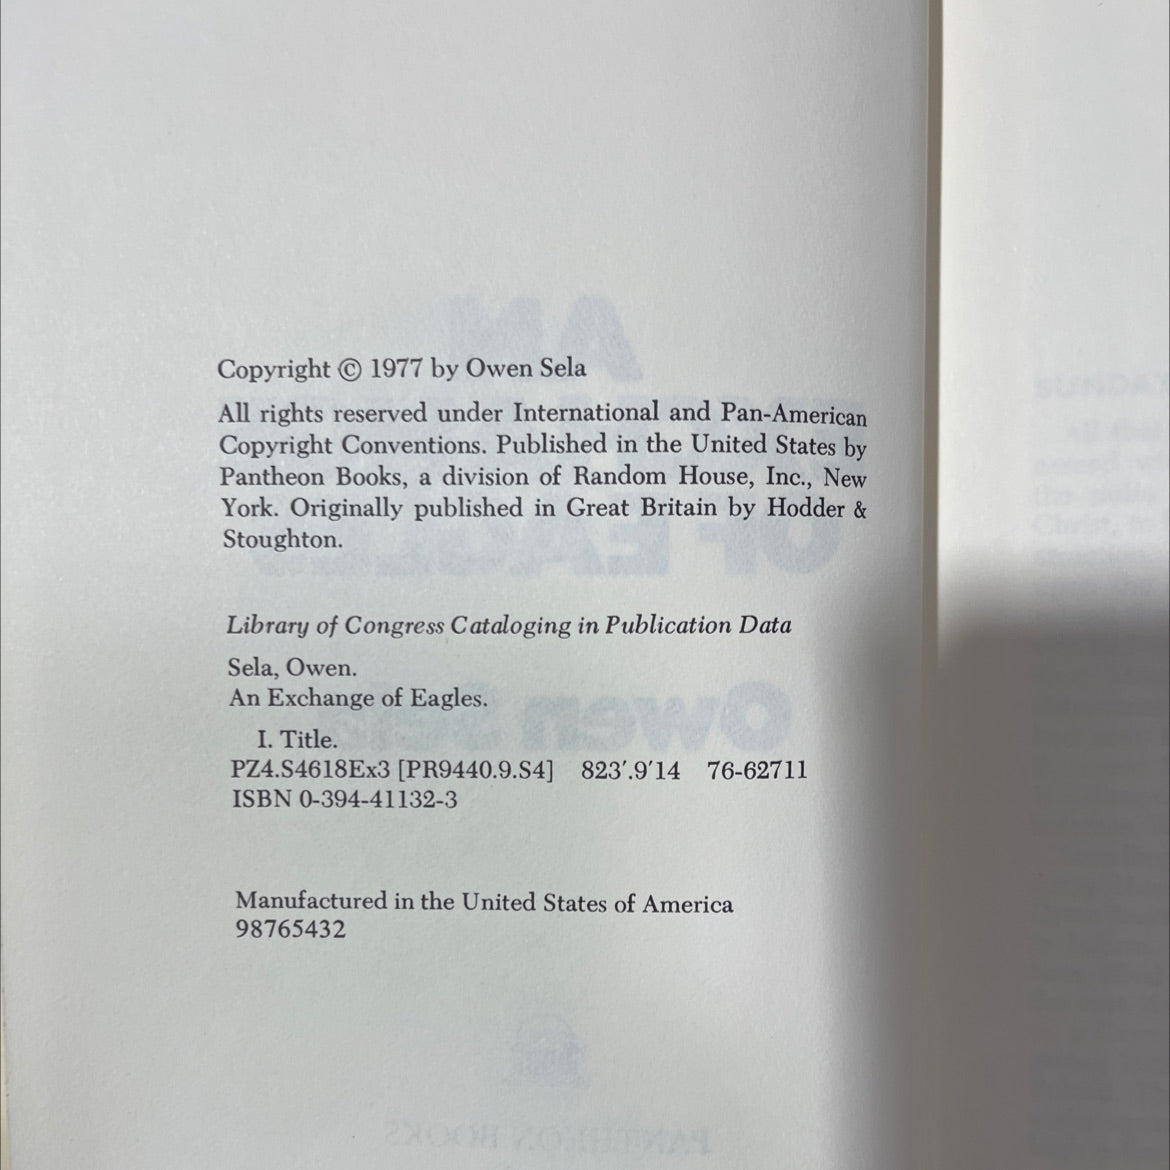 Copyright © 1977 by Owen Sela
All rights reserved under International and Pan-American
Copyright Conventions. Published in the United States by
Pantheon Books, a division of Random House, Inc., New
York. Originally published in Great Britain by Hodder &
Stoughton.
Library of Congress Cataloging in Publication Data
Sela, Owen.
An Exchange of Eagles.
I. Title.
PZ4.S4618Ex3 [PR9440.9.S4] 823′.9′14 76-62711
ISBN 0-394-41132-3
Manufactured in the United States of America
98765432